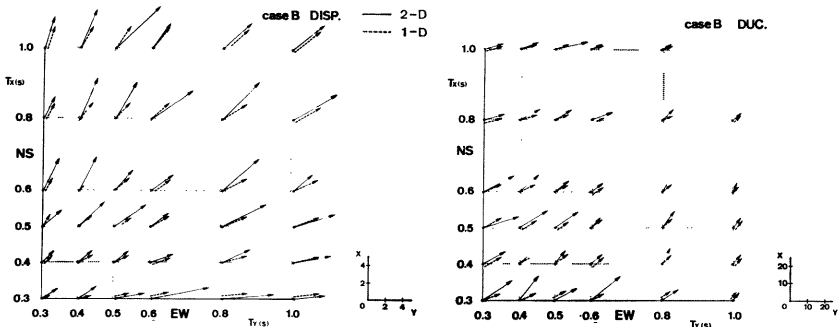 case B DISP.
2-D
1-D
1.0
Tx(s)
0.8
NS
0.6
0.5
0.4
0.3
0.3 0.4 0.5 0.6 EW 0.8 1.0
TY(S)
X
4
2
0
0 2 4 Y
case B DUC.
1.0
Tx(s)
0.8
NS
0.6
0.5
0.4
0.3
0.3 0.4 0.5 0.6 EW 0.8 1.0
TY(S)
X
20
10
0
0 10 20 Y